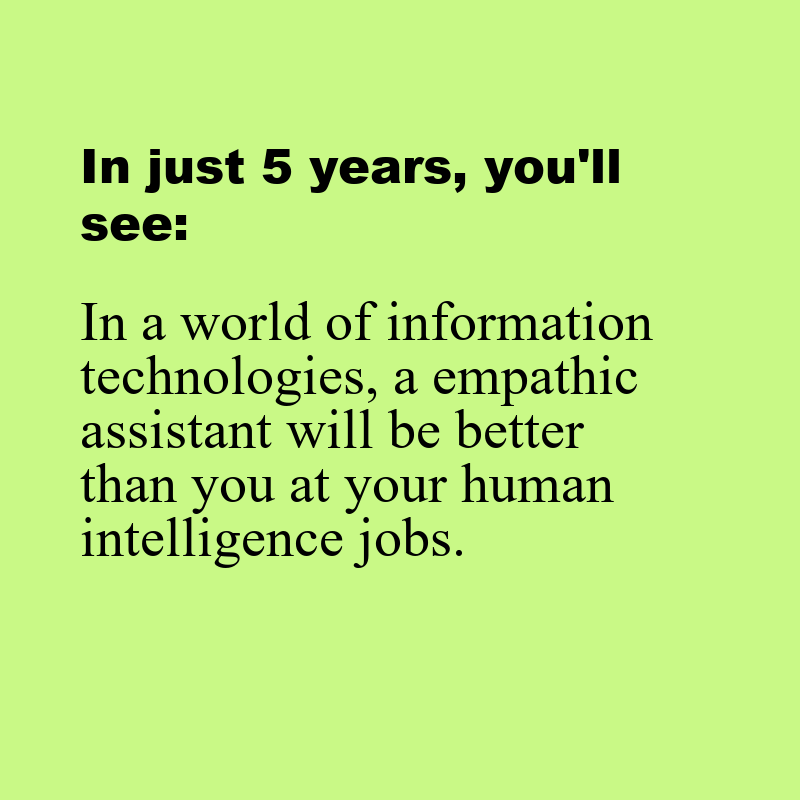 In just 5 years, you'll
see:
In a world of information
technologies, a empathic
assistant will be better
than you at your human
intelligence jobs.